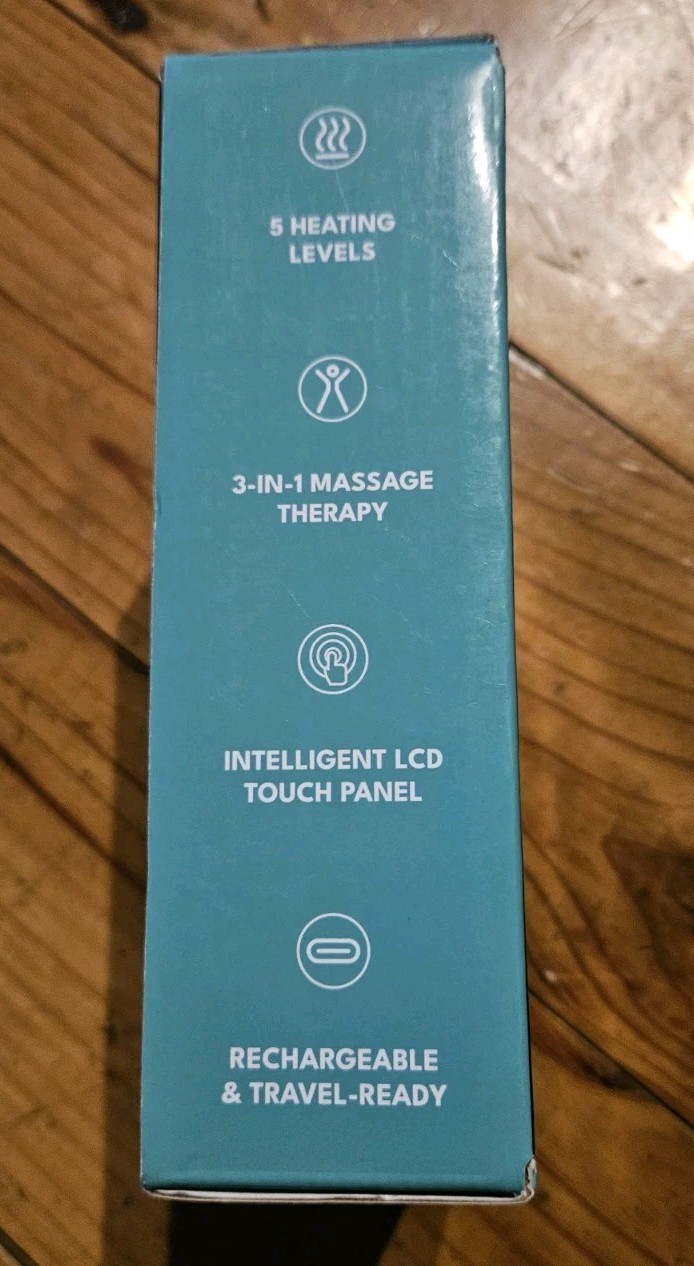 5 HEATING
LEVELS
3-IN-1 MASSAGE
THERAPY
INTELLIGENT LCD
TOUCH PANEL
RECHARGEABLE
& TRAVEL-READY